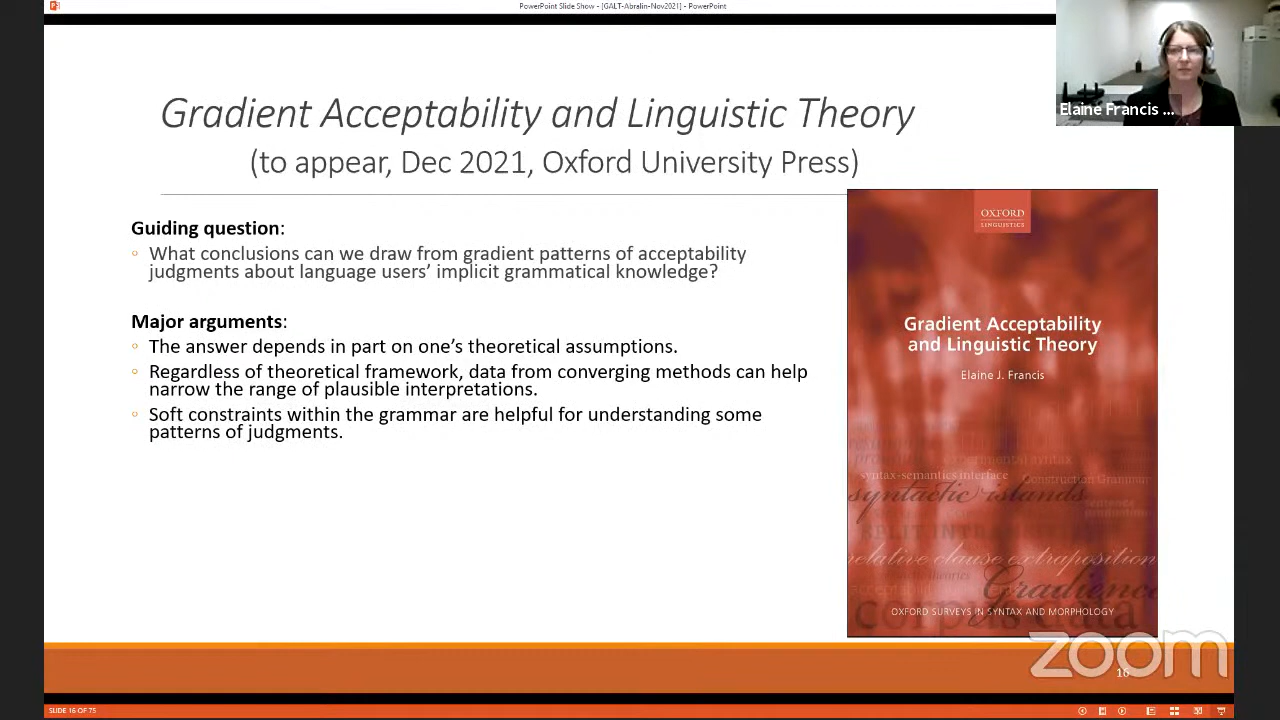 PowerPoint Slide Show - [GALT-Abralin-Nov2021] - PowerPoint
Elaine Francis ...
Gradient Acceptability and Linguistic Theory
(to appear, Dec 2021, Oxford University Press)
Guiding question:
◦ What conclusions can we draw from gradient patterns of acceptability
judgments about language users’ implicit grammatical knowledge?
Major arguments:
◦ The answer depends in part on one’s theoretical assumptions.
◦ Regardless of theoretical framework, data from converging methods can help
narrow the range of plausible interpretations.
◦ Soft constraints within the grammar are helpful for understanding some
patterns of judgments.
OXFORD
LINGUISTICS
Gradient Acceptability
and Linguistic Theory
Elaine J. Francis
experimental syntax
syntax-semantics interface
Construction Grammar
syntactic islands
sentence
production
relative clause extraposition
Gradience
corpus data
OXFORD SURVEYS IN SYNTAX AND MORPHOLOGY
zoom
16
SLIDE 16 OF 75